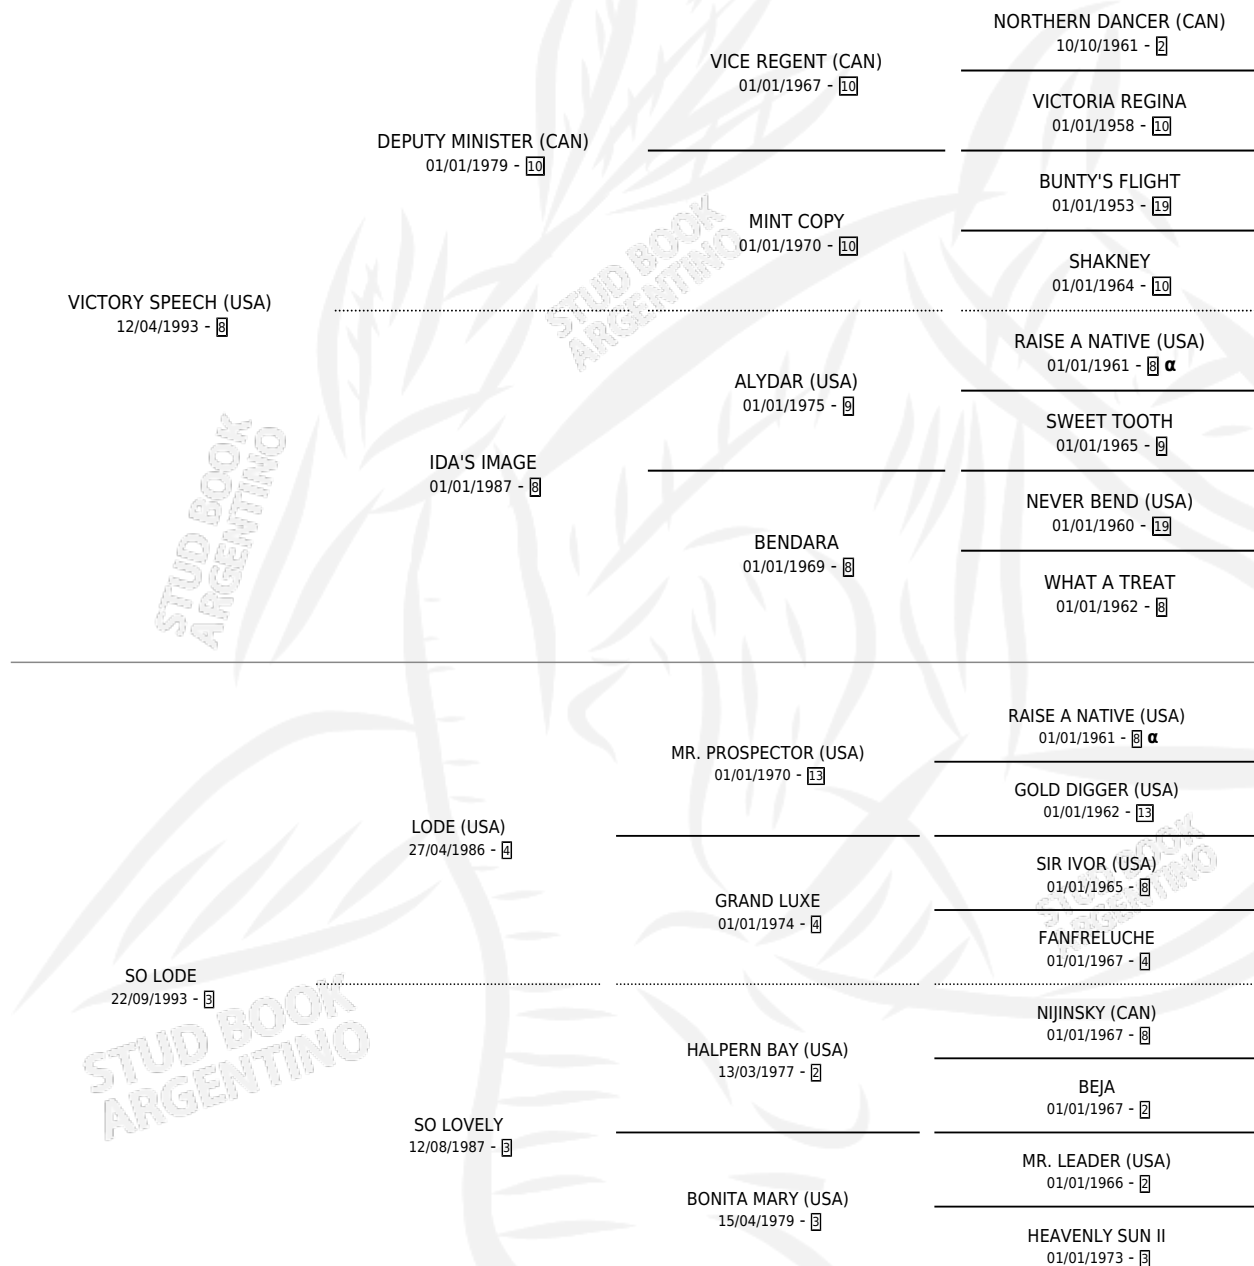 NORTHERN DANCER (CAN)
10/10/1961 - 2
VICE REGENT (CAN)
01/01/1967 - 10
VICTORIA REGINA
01/01/1958 - 10
DEPUTY MINISTER (CAN)
01/01/1979 - 10
BUNTY'S FLIGHT
01/01/1953 - 19
MINT COPY
01/01/1970 - 10
SHAKNEY
01/01/1964 - 10
STUD BOOK
ARGENTINO
VICTORY SPEECH (USA)
12/04/1993 - 8
RAISE A NATIVE (USA)
01/01/1961 - 8 α
ALYDAR (USA)
01/01/1975 - 9
SWEET TOOTH
01/01/1965 - 9
IDA'S IMAGE
01/01/1987 - 8
NEVER BEND (USA)
01/01/1960 - 19
BENDARA
01/01/1969 - 8
WHAT A TREAT
01/01/1962 - 8
STUD BOOK
ARGENTINO
RAISE A NATIVE (USA)
01/01/1961 - 8 α
MR. PROSPECTOR (USA)
01/01/1970 - 13
GOLD DIGGER (USA)
01/01/1962 - 13
LODE (USA)
27/04/1986 - 4
SIR IVOR (USA)
01/01/1965 - 8
GRAND LUXE
01/01/1974 - 4
FANFRELUCHE
01/01/1967 - 4
STUD BOOK
ARGENTINO
SO LODE
22/09/1993 - 3
NIJINSKY (CAN)
01/01/1967 - 8
HALPERN BAY (USA)
13/03/1977 - 2
BEJA
01/01/1967 - 2
SO LOVELY
12/08/1987 - 3
MR. LEADER (USA)
01/01/1966 - 2
BONITA MARY (USA)
15/04/1979 - 3
HEAVENLY SUN II
01/01/1973 - 3
STUD BOOK
ARGENTINO